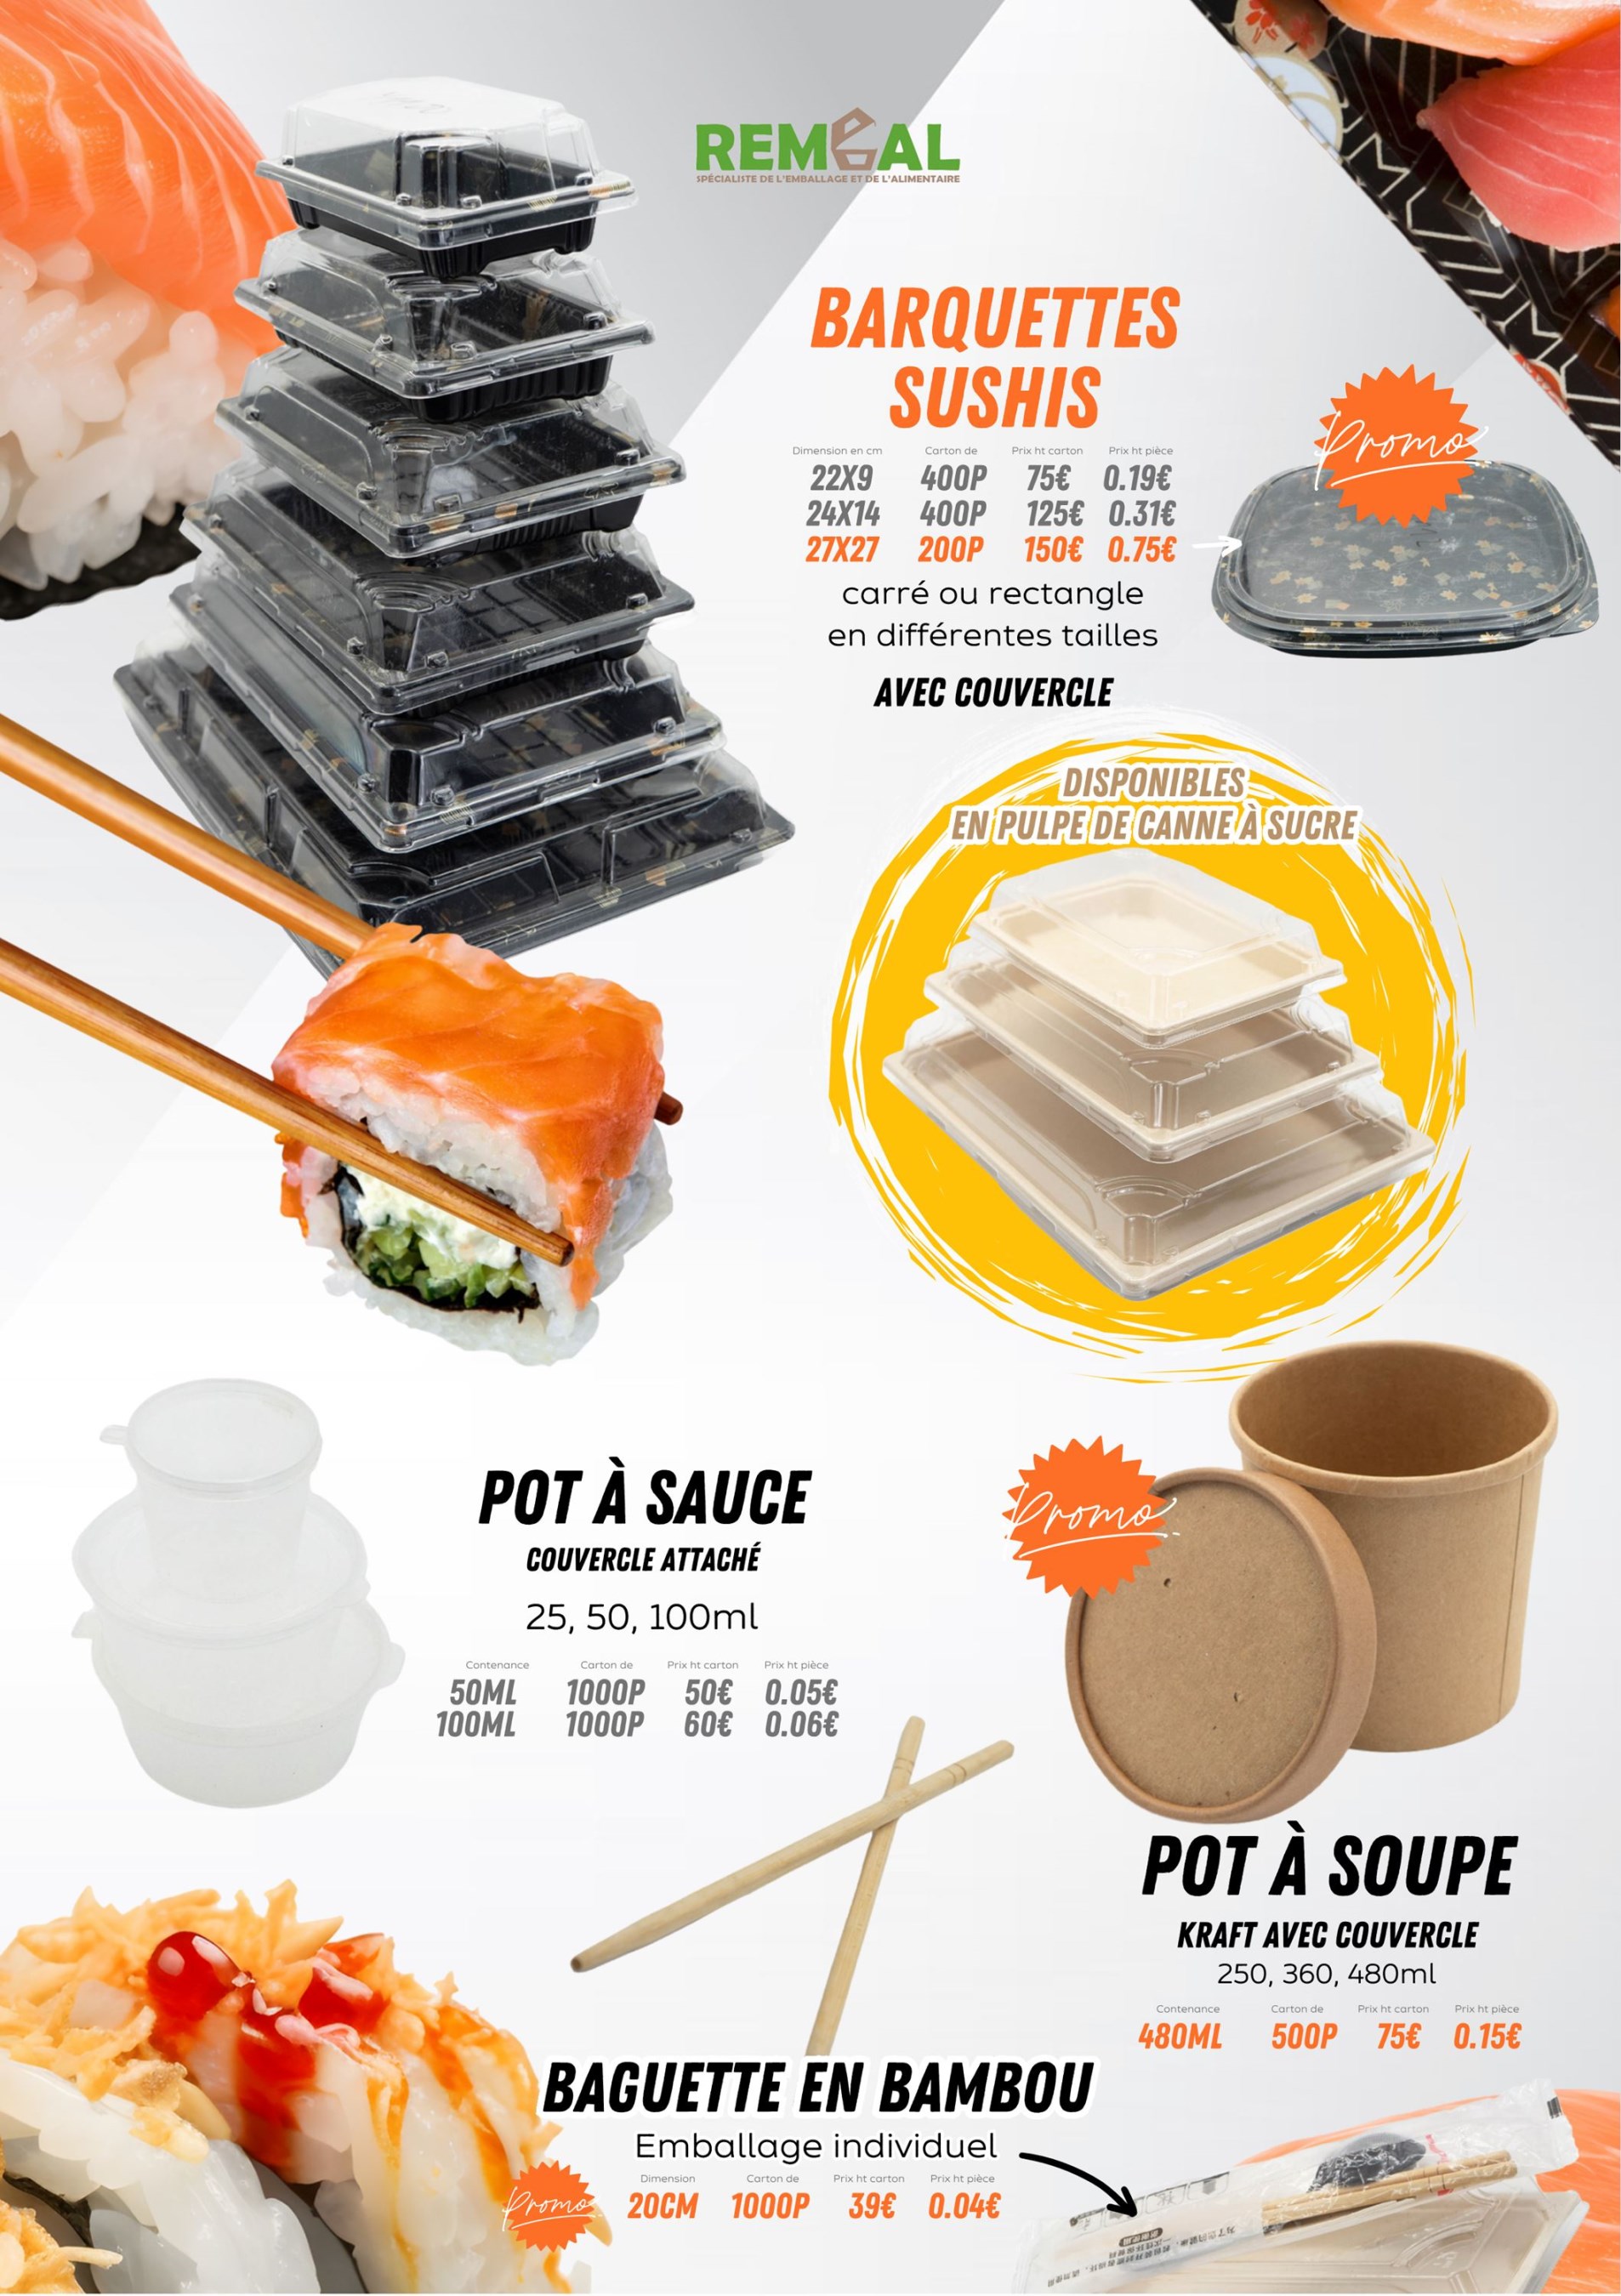 REMEAL
SPÉCIALISTE DE L'EMBALLAGE ET DE L'ALIMENTAIRE
BARQUETTES
SUSHIS
Promo
Dimension en cm Carton de Prix ht carton Prix ht pièce
22X9 400P 75€ 0.19€
24X14 400P 125€ 0.31€
27X27 200P 150€ 0.75€
carré ou rectangle
en différentes tailles
AVEC COUVERCLE
DISPONIBLES
EN PULPE DE CANNE À SUCRE
POT À SAUCE
COUVERCLE ATTACHÉ
25, 50, 100ml
Contenance Carton de Prix ht carton Prix ht pièce
50ML 1000P 50€ 0.05€
100ML 1000P 60€ 0.06€
Promo
POT À SOUPE
KRAFT AVEC COUVERCLE
250, 360, 480ml
Contenance Carton de Prix ht carton Prix ht pièce
480ML 500P 75€ 0.15€
BAGUETTE EN BAMBOU
Emballage individuel
Dimension Carton de Prix ht carton Prix ht pièce
Promo 20CM 1000P 39€ 0.04€